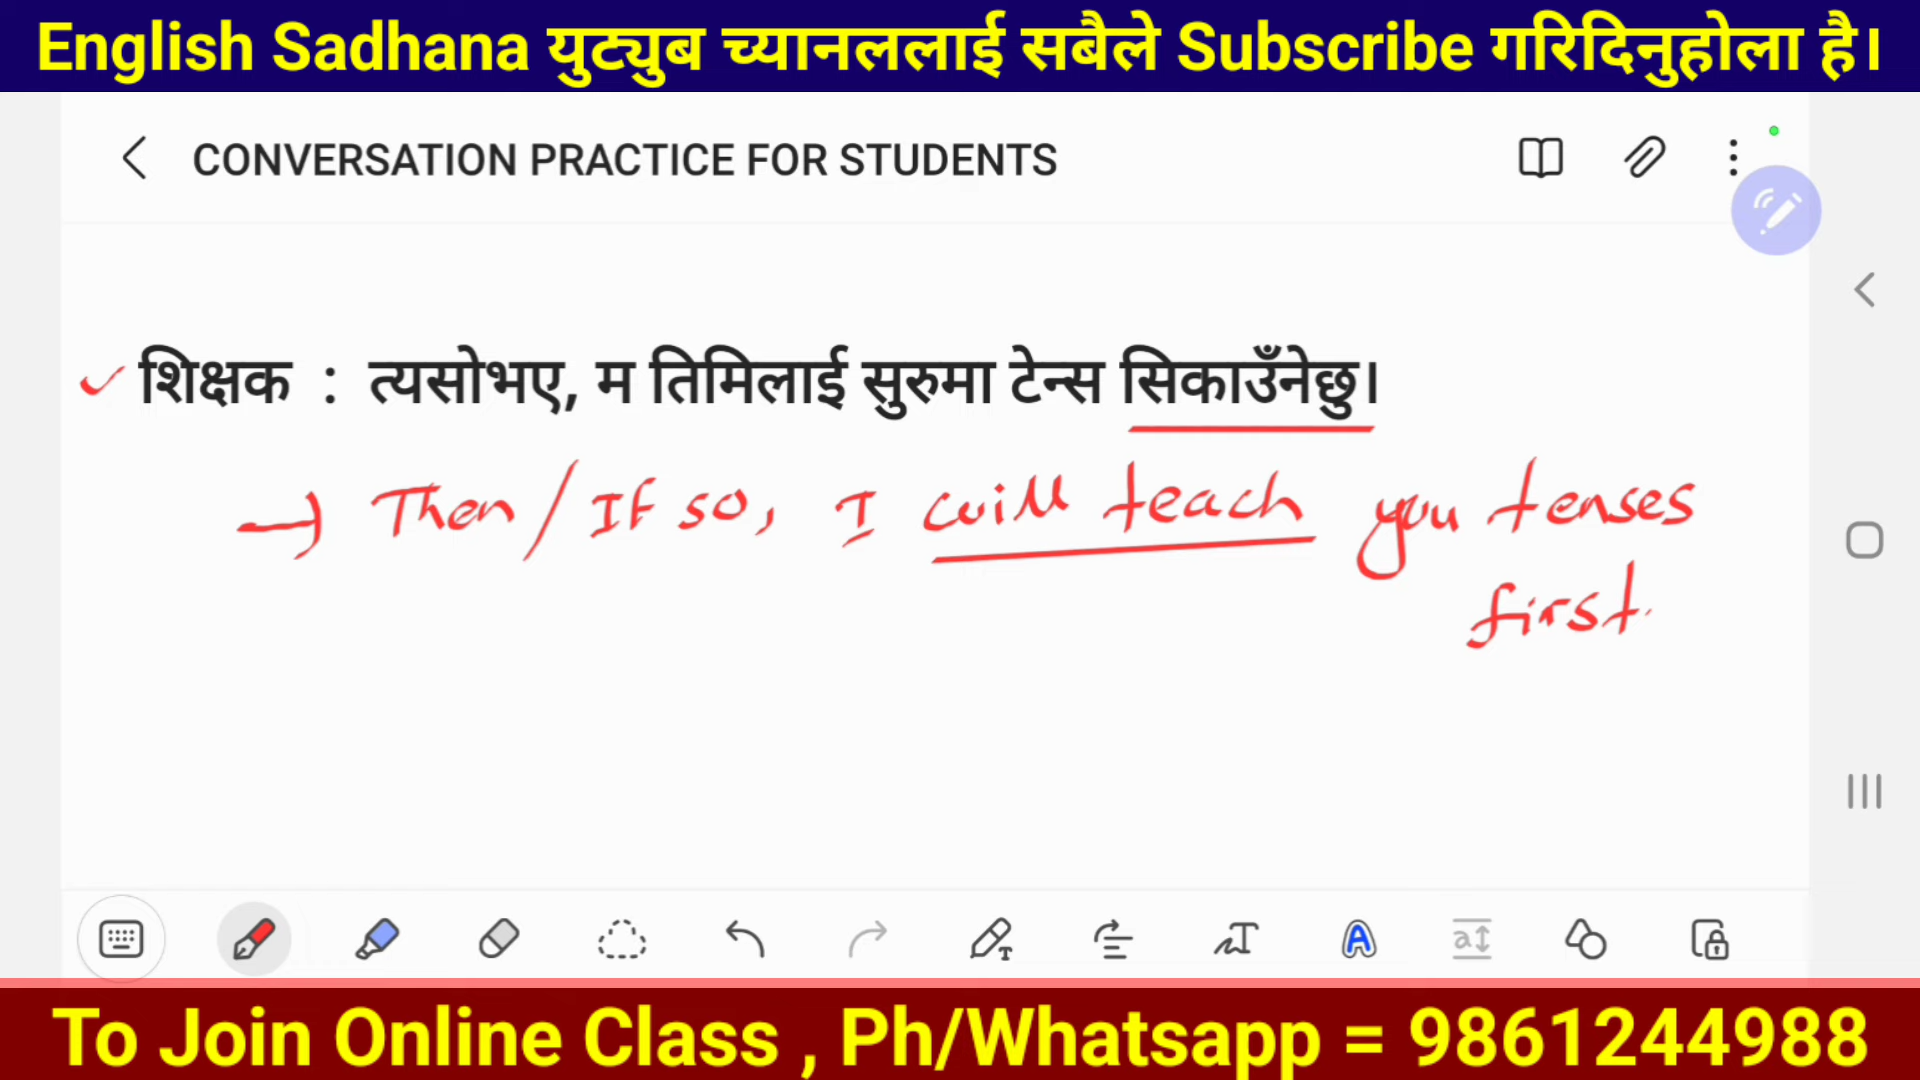 English Sadhana युट्युब च्यानललाई सबैले Subscribe गरिदिनुहोला है।
CONVERSATION PRACTICE FOR STUDENTS
शिक्षक : त्यसोभए, म तिमिलाई सुरुमा टेन्स सिकाउँनेछु।
→ Then / If so, I will teach you tenses
first.
To Join Online Class , Ph/Whatsapp = 9861244988